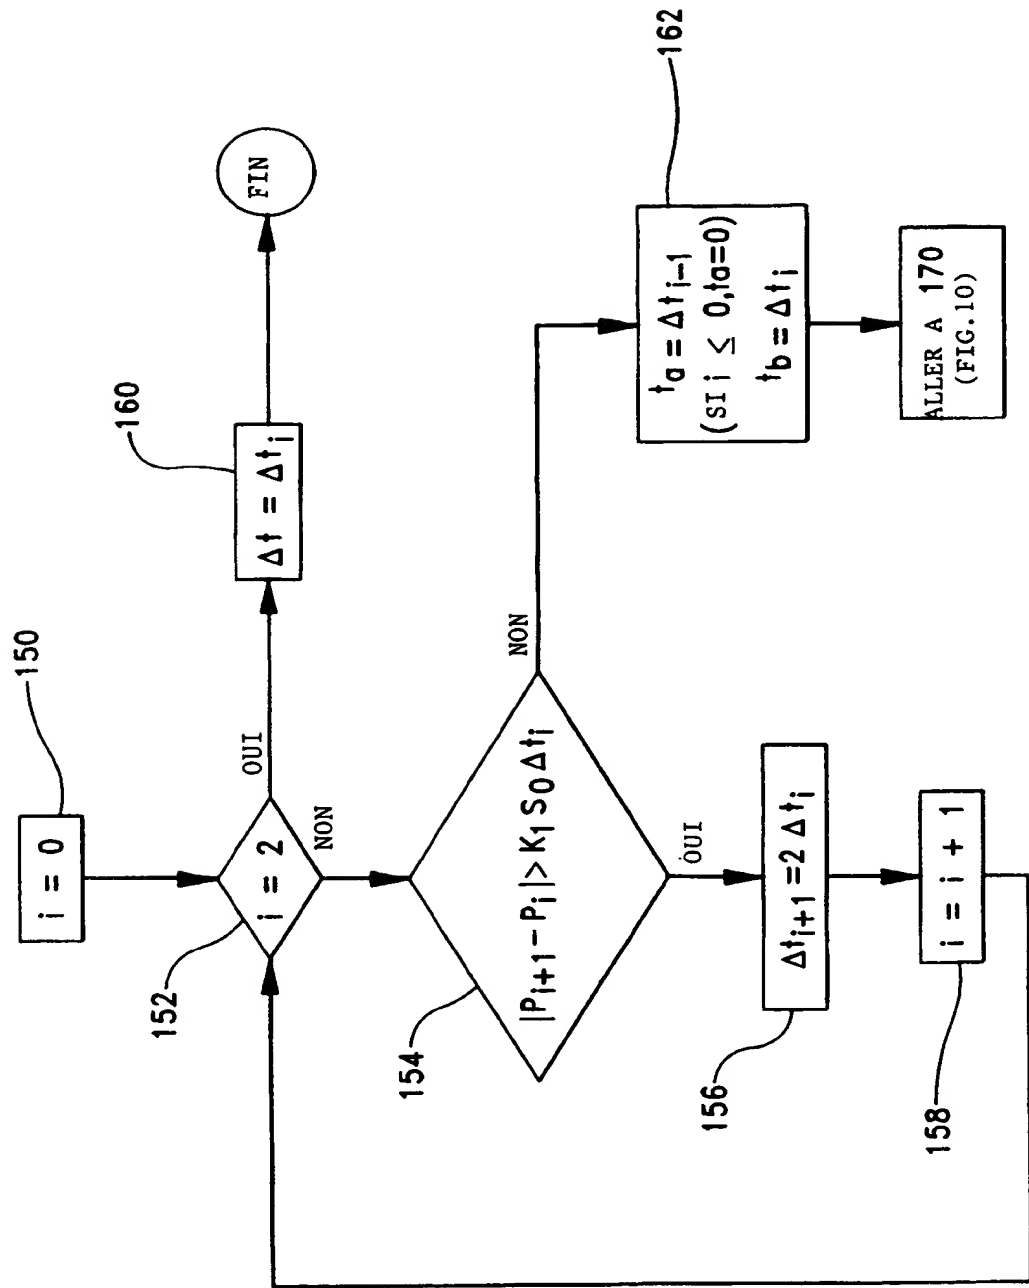 i = 0
150
i = 2
152
OUI
NON
Δt = Δt_i
160
FIN
|P_{i+1} − P_i| > K_1 S_0 Δt_i
154
NON
OUI
t_a = Δt_{i−1}
(SI i ≤ 0, ta=0)
t_b = Δt_i
162
ALLER A 170
(FIG.10)
Δt_{i+1} = 2 Δt_i
156
i = i + 1
158